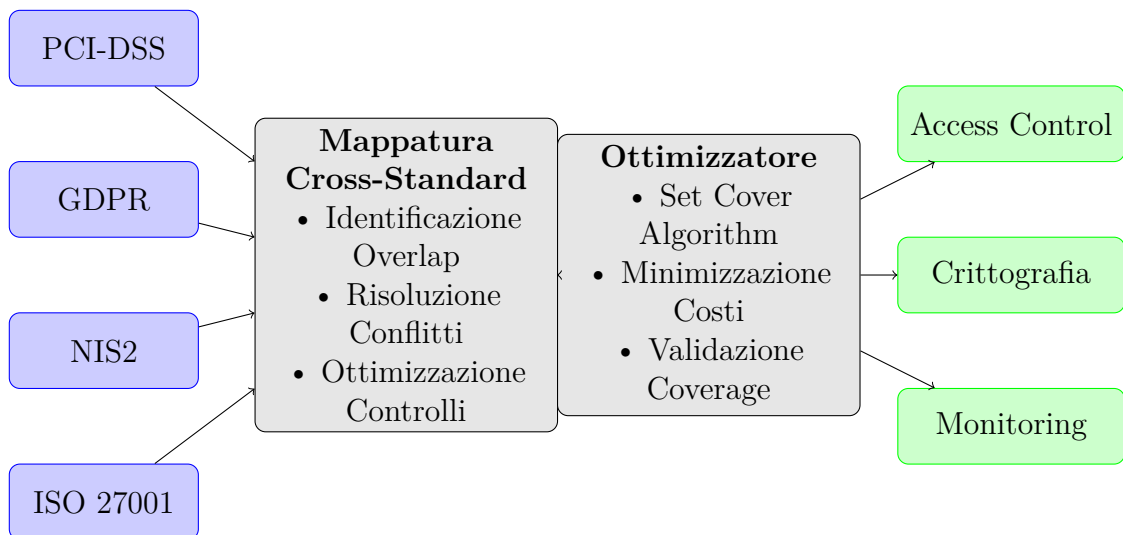 PCI-DSS
GDPR
NIS2
ISO 27001
Mappatura
Cross-Standard
• Identificazione
Overlap
• Risoluzione
Conflitti
• Ottimizzazione
Controlli
Ottimizzatore
• Set Cover
Algorithm
• Minimizzazione
Costi
• Validazione
Coverage
Access Control
Crittografia
Monitoring